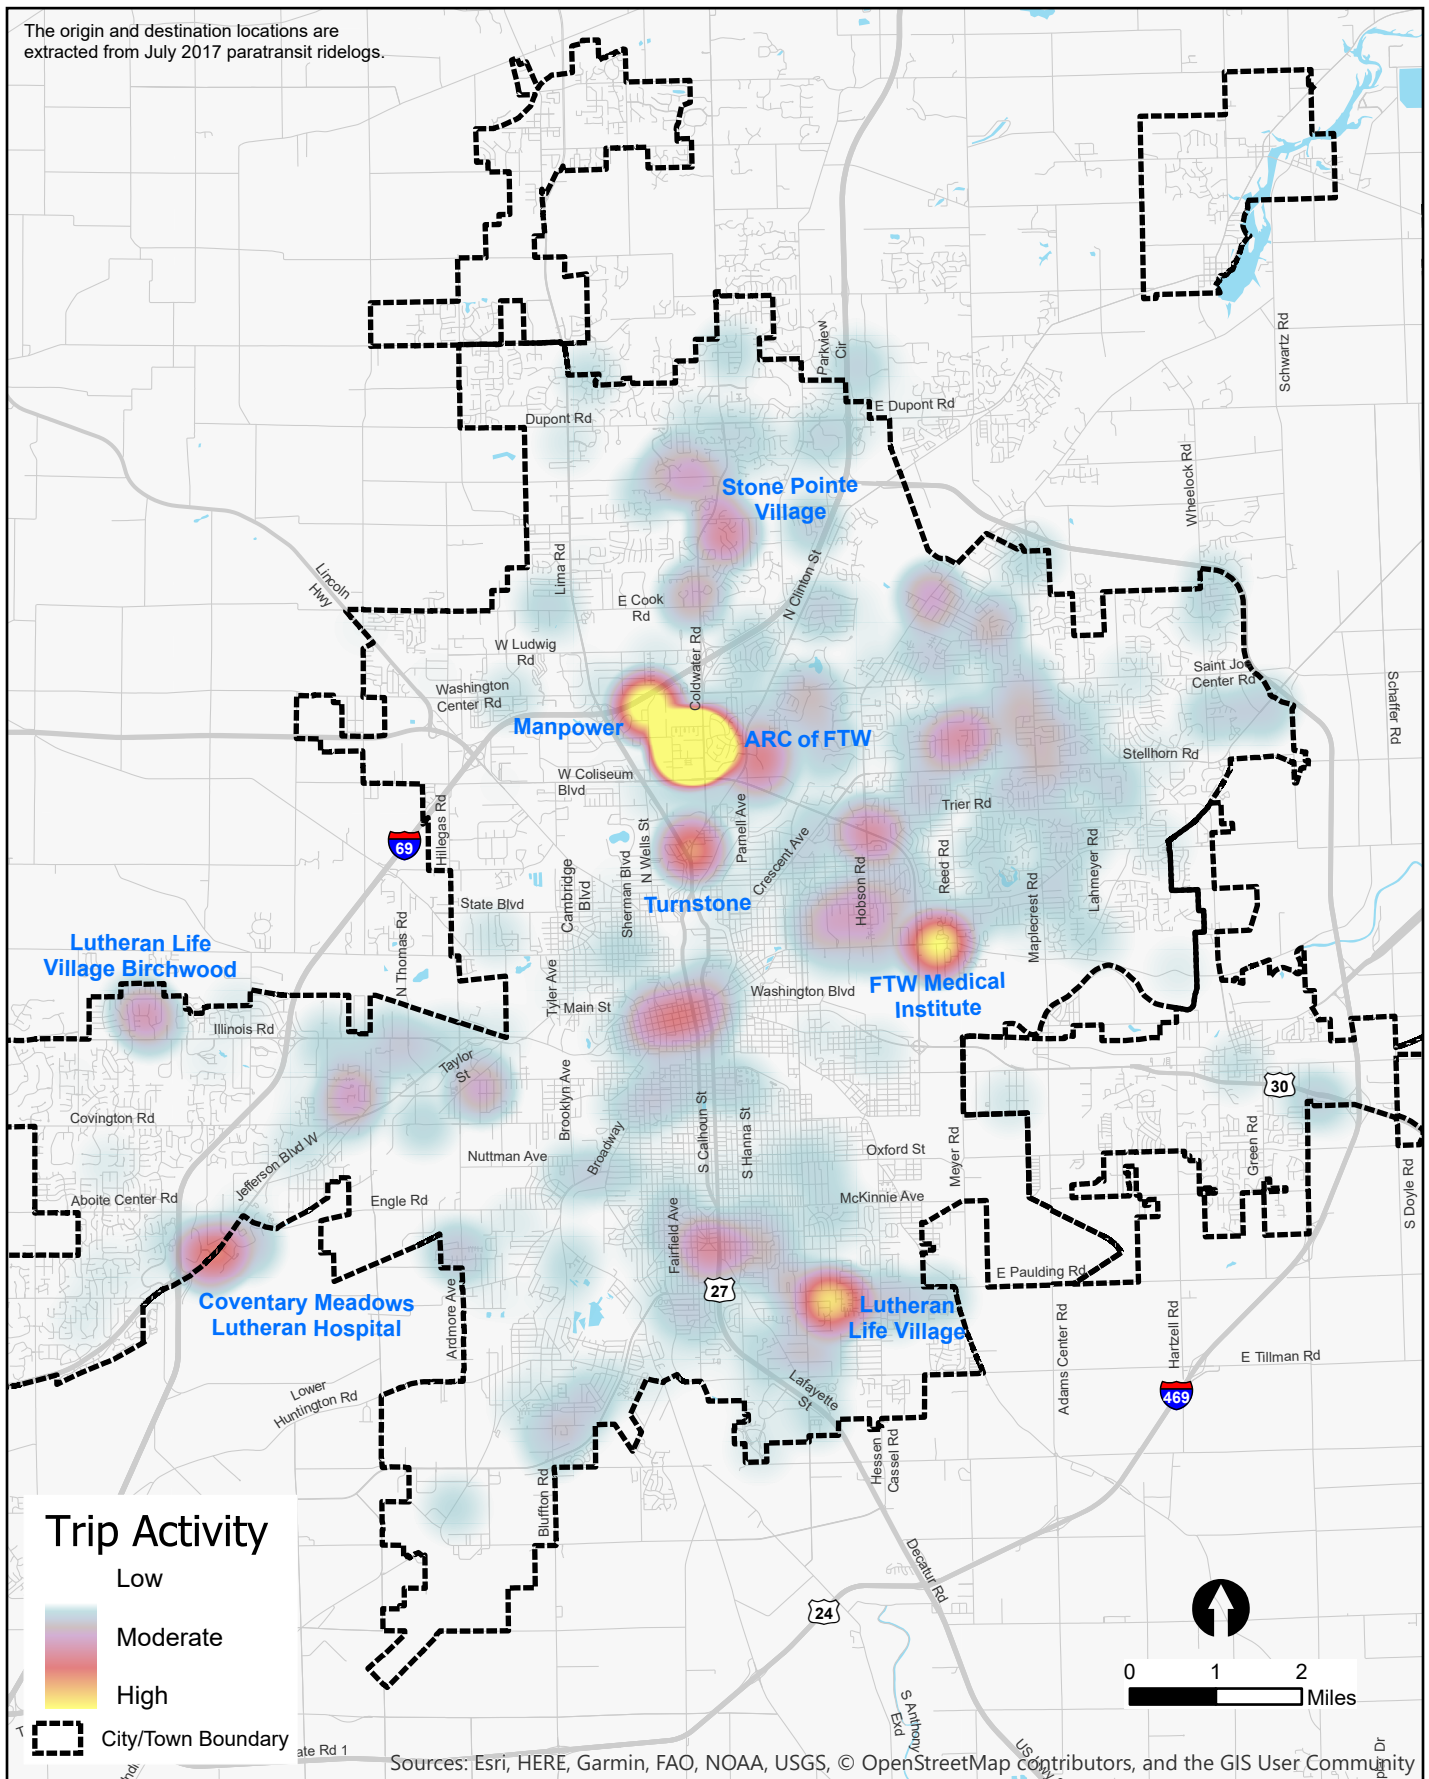 The origin and destination locations are
extracted from July 2017 paratransit ridelogs.
Parkview
Cir
Schwartz Rd
E Dupont Rd
Dupont Rd
Wheelock Rd
Stone Pointe
Village
Lincoln
Hwy
Lima Rd
N Clinton St
E Cook
Rd
Coldwater Rd
W Ludwig
Rd
Saint Joe
Center Rd
Schaffer Rd
Washington
Center Rd
Manpower
ARC of FTW
Stellhorn Rd
W Coliseum
Blvd
Trier Rd
Hillegas Rd
69
N Wells St
Parnell Ave
Crescent Ave
Hobson Rd
Reed Rd
Lahmeyer Rd
Maplecrest Rd
Cambridge
Blvd
Sherman Blvd
State Blvd
Turnstone
N Thomas Rd
Lutheran Life
Village Birchwood
FTW Medical
Institute
Washington Blvd
Tyler Ave
Main St
Illinois Rd
Taylor
St
30
Covington Rd
Brooklyn Ave
S Calhoun St
S Hanna St
Broadway
Jefferson Blvd W
Nuttman Ave
Oxford St
Meyer Rd
Green Rd
S Doyle Rd
Aboite Center Rd
Engle Rd
McKinnie Ave
Fairfield Ave
E Paulding Rd
27
Coventary Meadows
Lutheran Hospital
Lutheran
Life Village
Ardmore Ave
Adams Center Rd
Hartzell Rd
E Tillman Rd
469
Lower
Huntington Rd
Lafayette
St
Hessen
Cassel Rd
Bluffton Rd
Decatur Rd
24
S Anthony
Exd
US Hwy
Trip Activity
Low
Moderate
High
City/Town Boundary
0 1 2
Miles
ate Rd 1
Sources: Esri, HERE, Garmin, FAO, NOAA, USGS, © OpenStreetMap contributors, and the GIS User Community